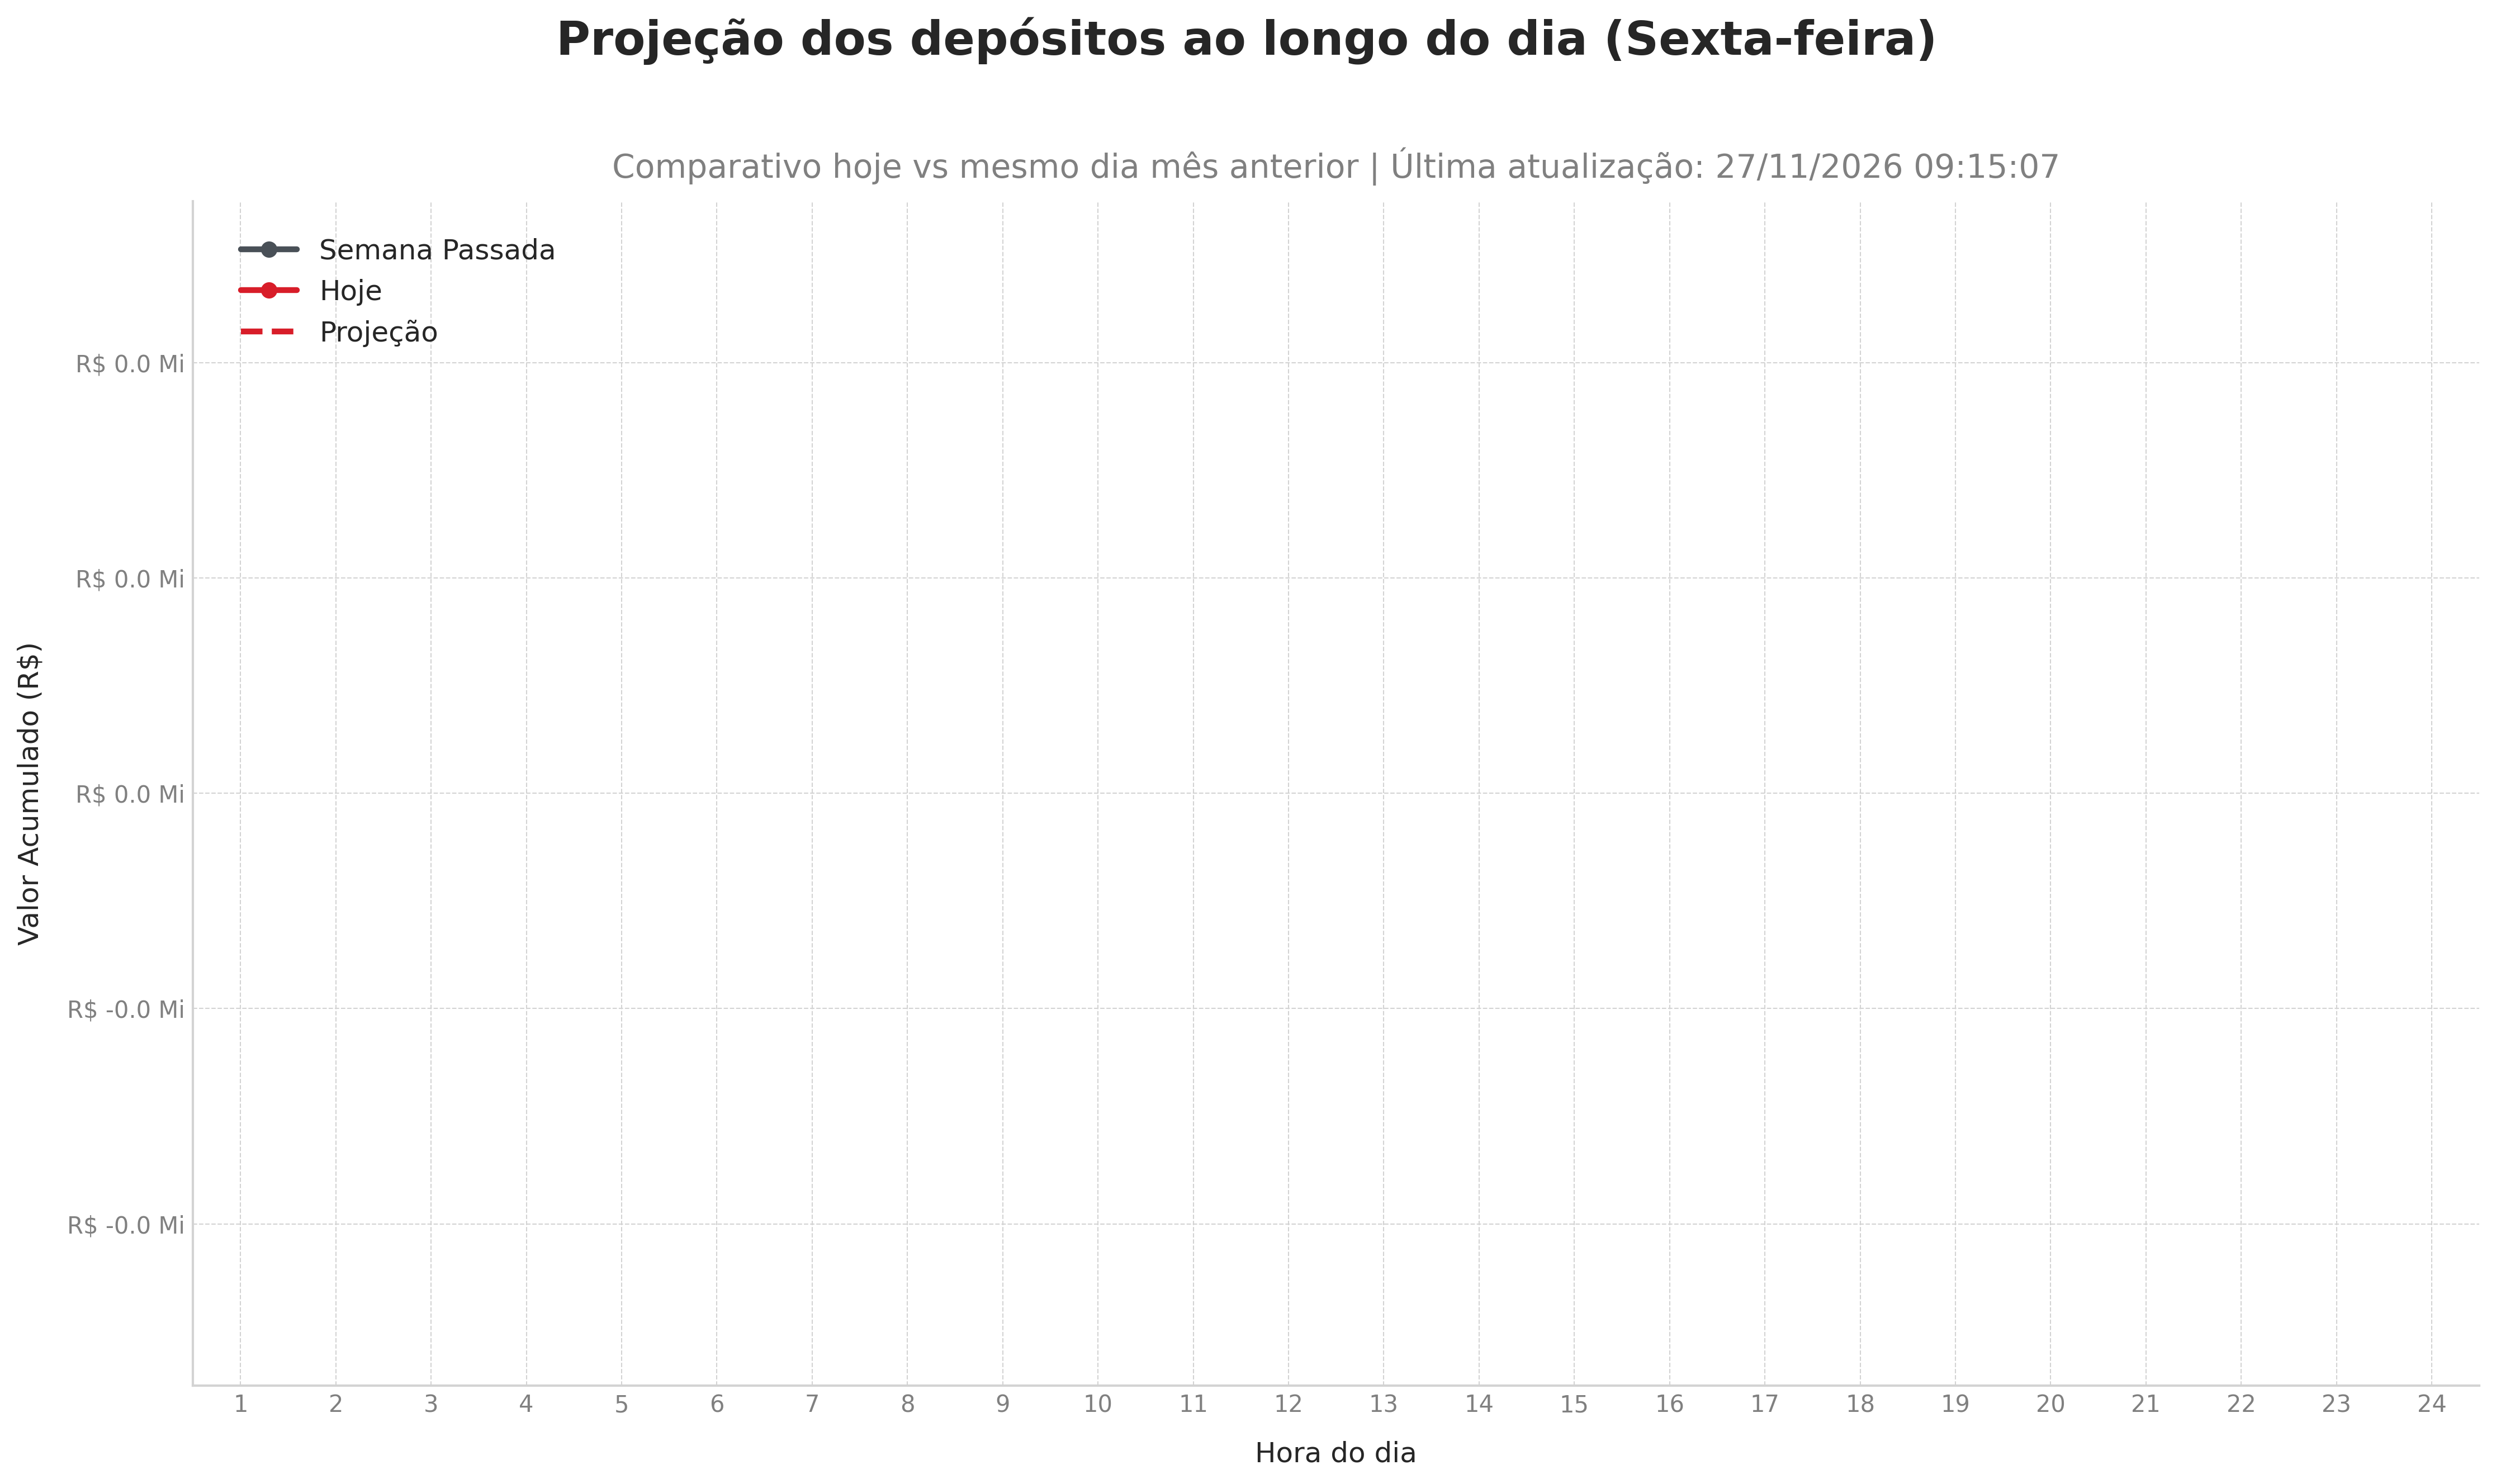 Projeção dos depósitos ao longo do dia (Sexta-feira)
Comparativo hoje vs mesmo dia mês anterior | Última atualização: 27/11/2026 09:15:07
Semana Passada
Hoje
Projeção
R$ 0.0 Mi
R$ 0.0 Mi
R$ 0.0 Mi
R$ -0.0 Mi
R$ -0.0 Mi
Valor Acumulado (R$)
1 2 3 4 5 6 7 8 9 10 11 12 13 14 15 16 17 18 19 20 21 22 23 24
Hora do dia